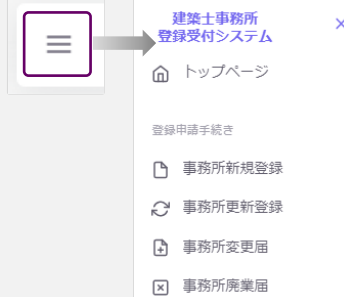 建築士事務所
登録受付システム
トップページ
登録申請手続き
事務所新規登録
事務所更新登録
事務所変更届
事務所廃業届